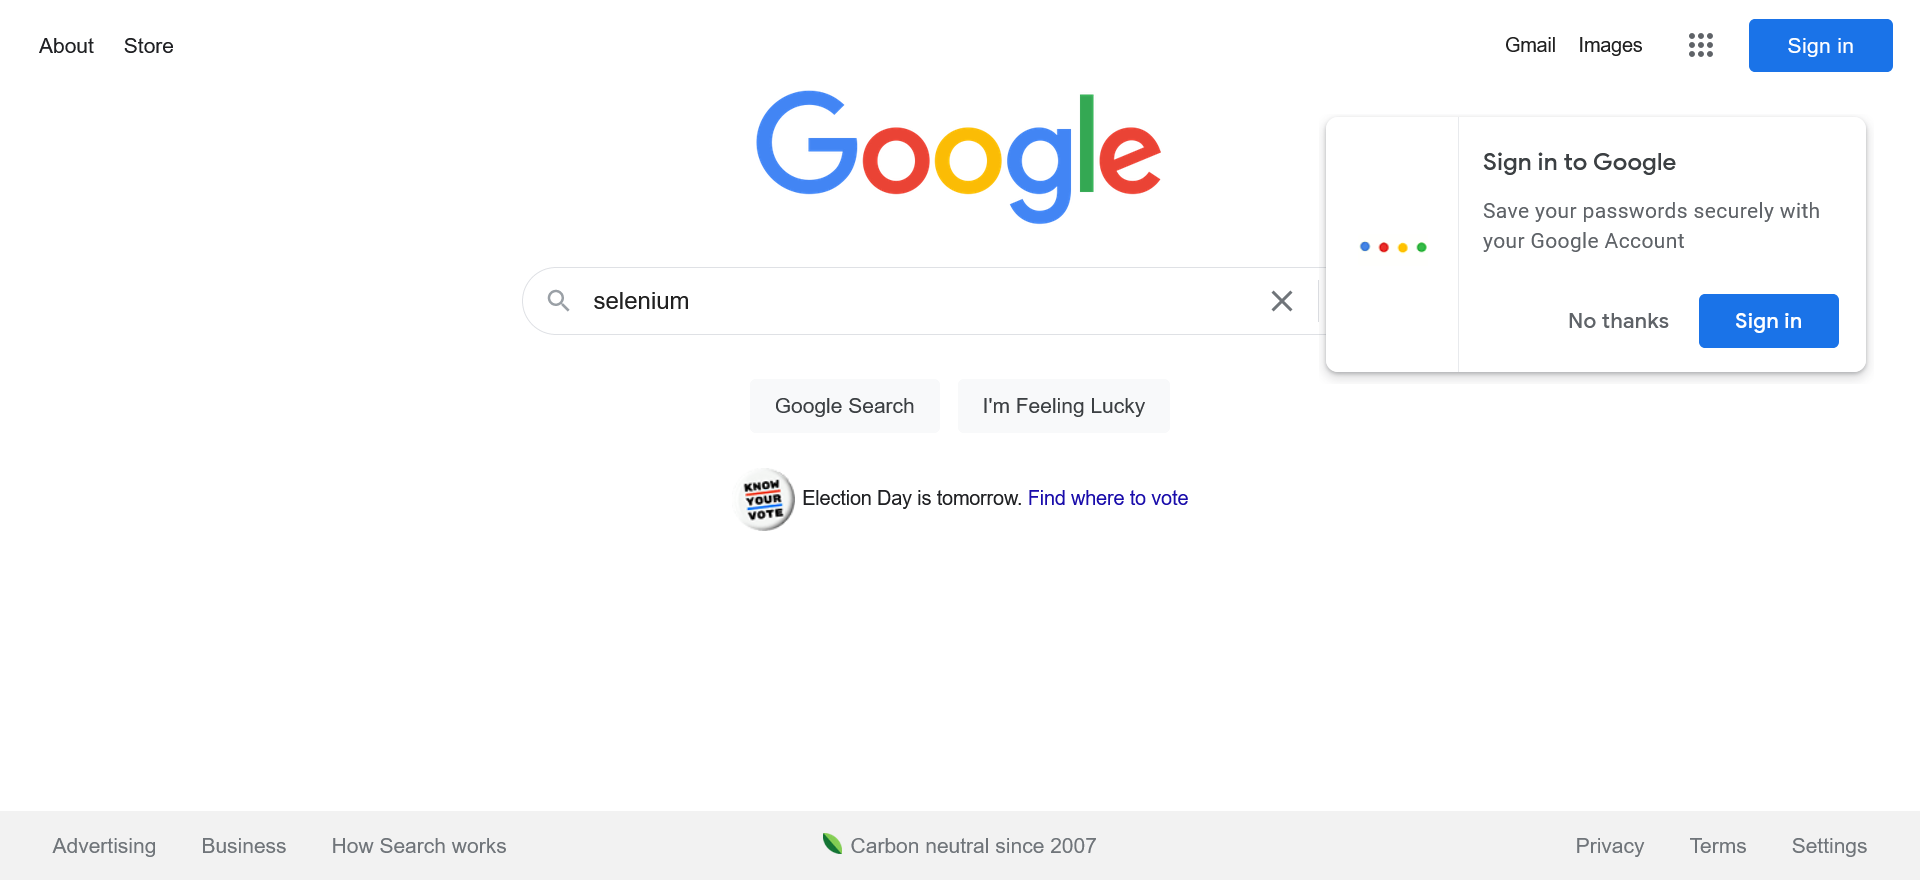 About Store
Gmail Images
Sign in
Google
Sign in to Google
Save your passwords securely with
your Google Account
No thanks
Sign in
selenium
Google Search
I'm Feeling Lucky
KNOW
YOUR
VOTE
Election Day is tomorrow. Find where to vote
Advertising Business How Search works
Carbon neutral since 2007
Privacy Terms Settings